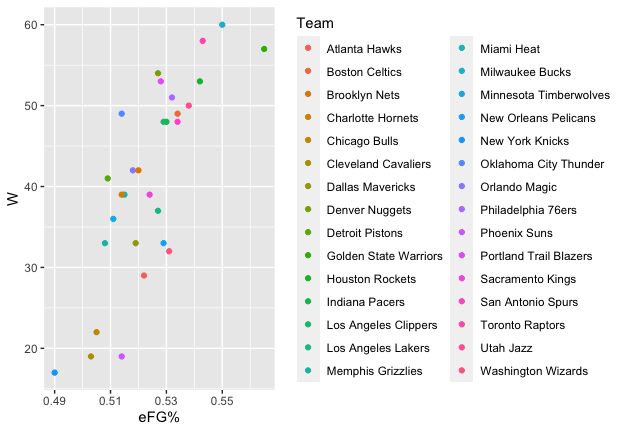 60
50
40
30
20
W
0.49
0.51
0.53
0.55
eFG%
Team
Atlanta Hawks
Boston Celtics
Brooklyn Nets
Charlotte Hornets
Chicago Bulls
Cleveland Cavaliers
Dallas Mavericks
Denver Nuggets
Detroit Pistons
Golden State Warriors
Houston Rockets
Indiana Pacers
Los Angeles Clippers
Los Angeles Lakers
Memphis Grizzlies
Miami Heat
Milwaukee Bucks
Minnesota Timberwolves
New Orleans Pelicans
New York Knicks
Oklahoma City Thunder
Orlando Magic
Philadelphia 76ers
Phoenix Suns
Portland Trail Blazers
Sacramento Kings
San Antonio Spurs
Toronto Raptors
Utah Jazz
Washington Wizards